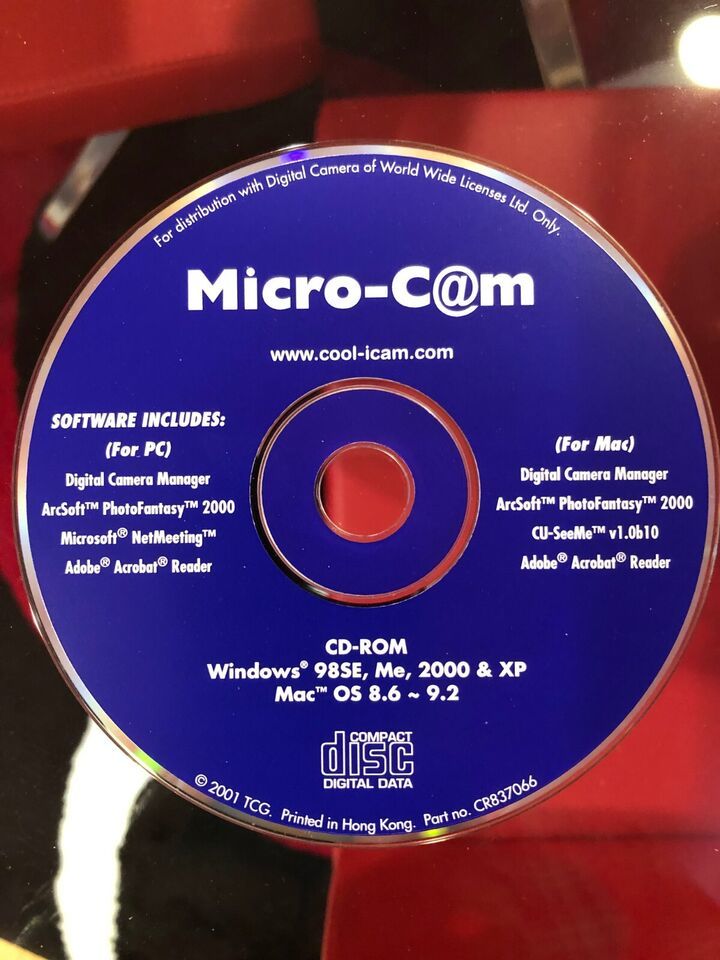 For distribution with Digital Camera of World Wide Licenses Ltd. Only.
Micro-C@m
www.cool-icam.com
SOFTWARE INCLUDES:
(For PC)
Digital Camera Manager
ArcSoft™ PhotoFantasy™ 2000
Microsoft® NetMeeting™
Adobe® Acrobat® Reader
(For Mac)
Digital Camera Manager
ArcSoft™ PhotoFantasy™ 2000
CU-SeeMe™ v1.0b10
Adobe® Acrobat® Reader
CD-ROM
Windows® 98SE, Me, 2000 & XP
Mac™ OS 8.6 ~ 9.2
COMPACT
disc
DIGITAL DATA
© 2001 TCG. Printed in Hong Kong. Part no. CR837066